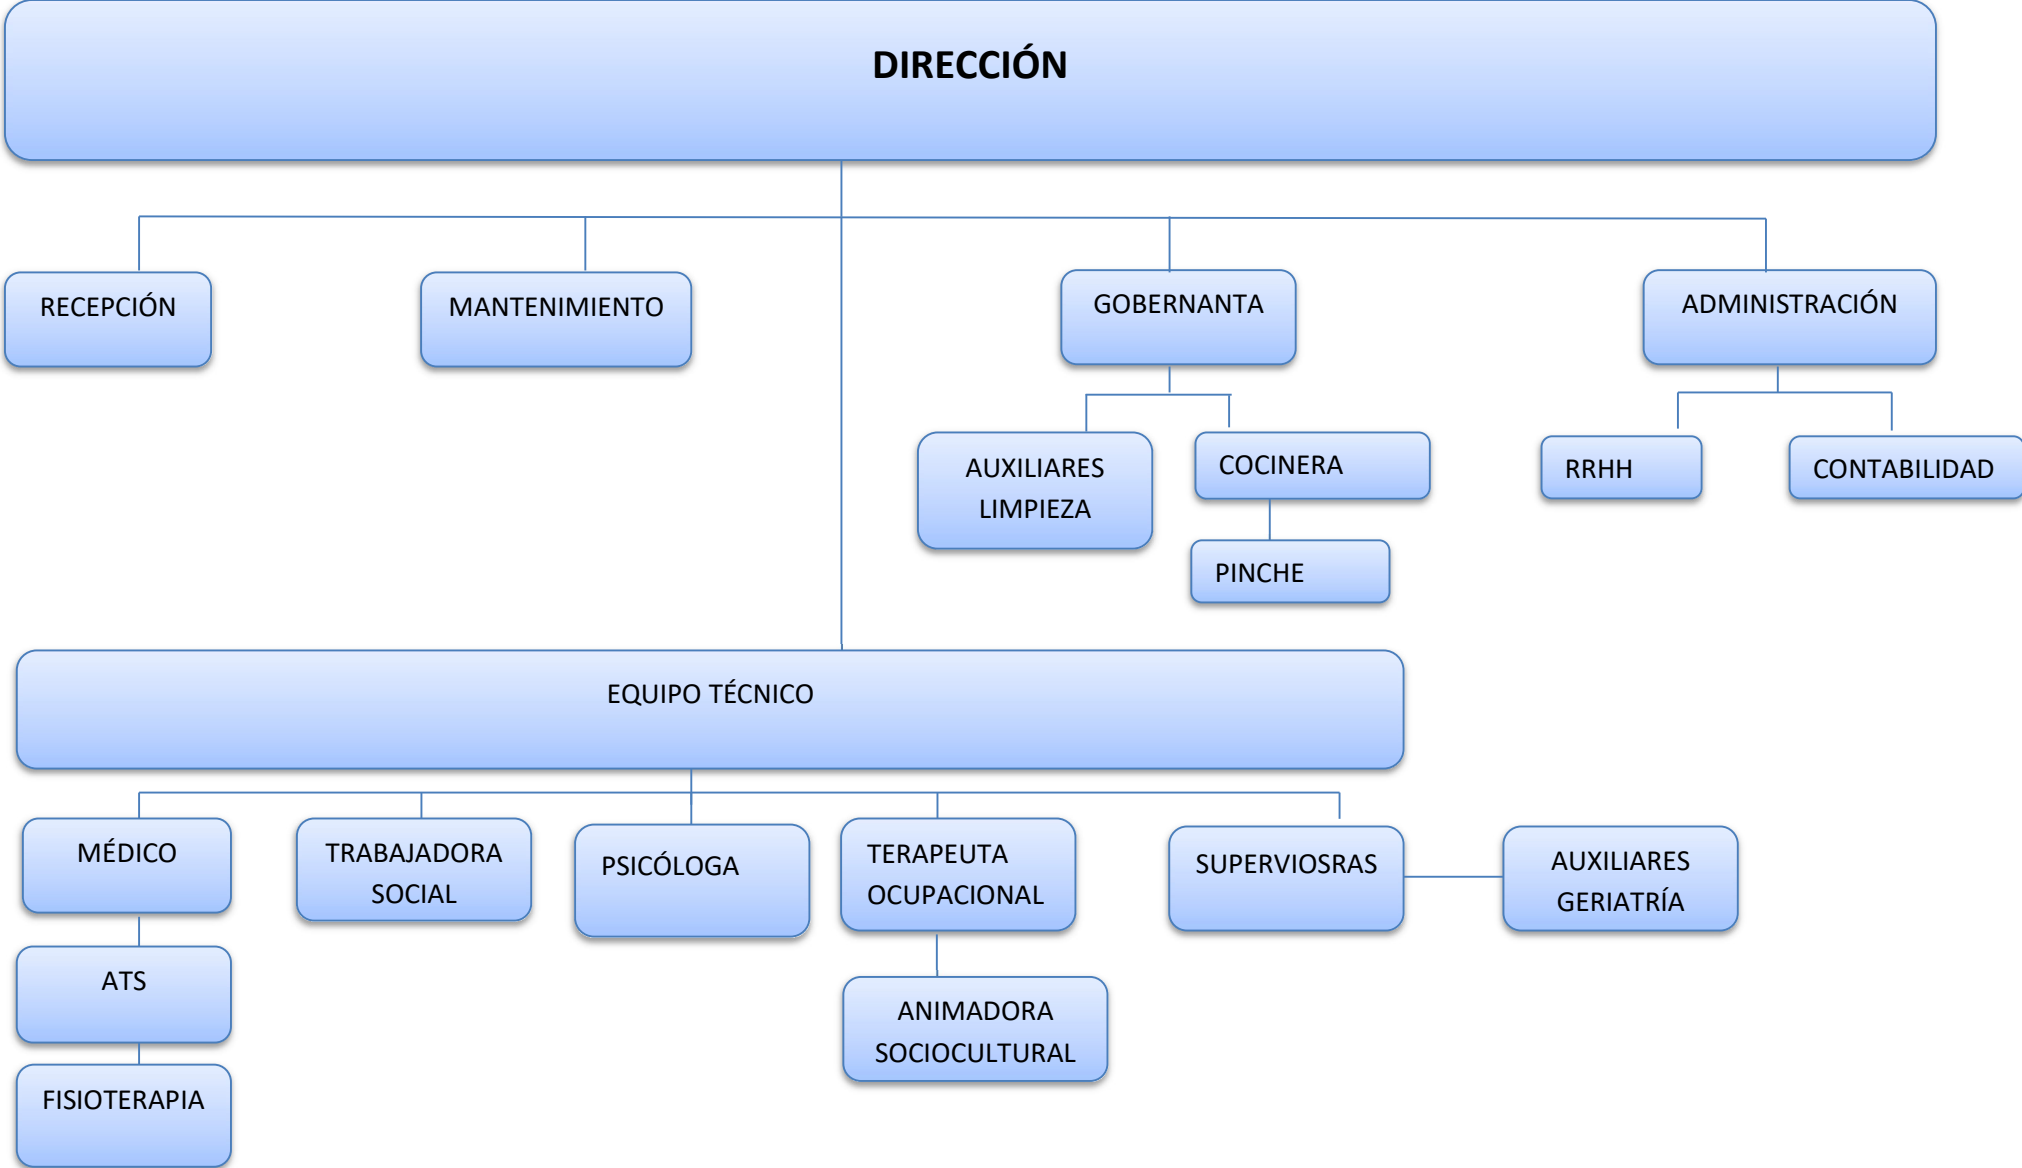 DIRECCIÓN
RECEPCIÓN
MANTENIMIENTO
GOBERNANTA
ADMINISTRACIÓN
AUXILIARES
LIMPIEZA
COCINERA
RRHH
CONTABILIDAD
PINCHE
EQUIPO TÉCNICO
MÉDICO
TRABAJADORA
SOCIAL
PSICÓLOGA
TERAPEUTA
OCUPACIONAL
SUPERVIOSRAS
AUXILIARES
GERIATRÍA
ATS
ANIMADORA
SOCIOCULTURAL
FISIOTERAPIA